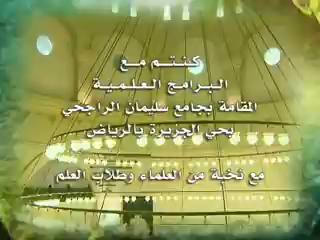 كنتم مع
البرامج العلمية
المقامة بجامع سليمان الراجحي
بحي الجزيرة بالرياض
مع نخبة من العلماء وطلاب العلم